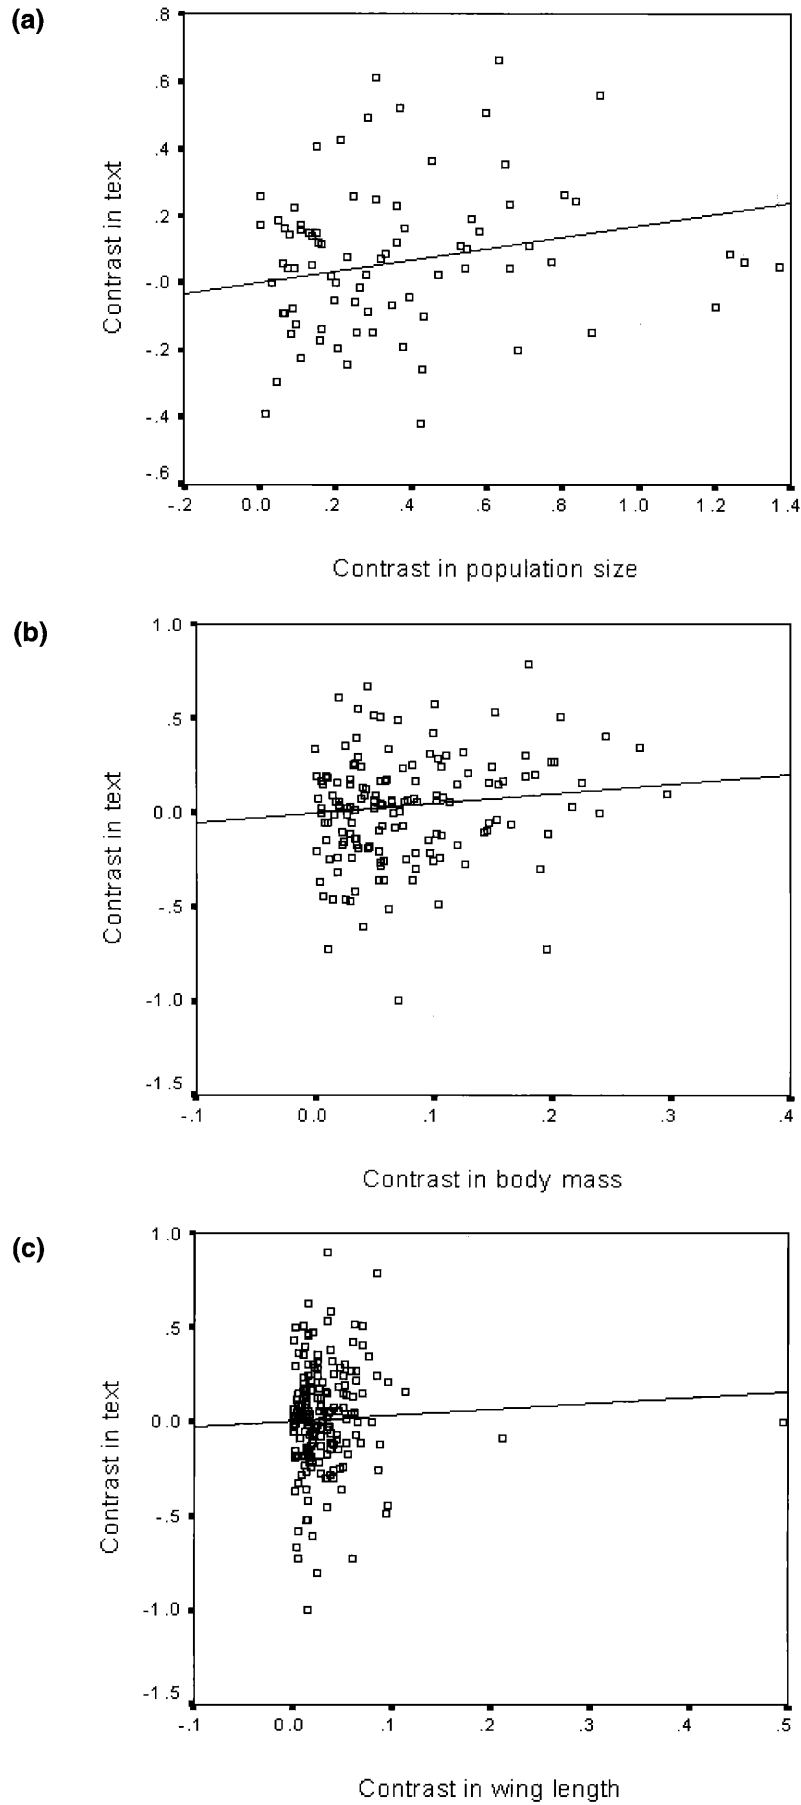 (a)
.8
.6
.4
.2
-.0
-.2
-.4
-.6
Contrast in text
-.2 0.0 .2 .4 .6 .8 1.0 1.2 1.4
Contrast in population size
(b)
1.0
.5
0.0
-.5
-1.0
-1.5
Contrast in text
-.1 0.0 .1 .2 .3 .4
Contrast in body mass
(c)
1.0
.5
0.0
-.5
-1.0
-1.5
Contrast in text
-.1 0.0 .1 .2 .3 .4 .5
Contrast in wing length